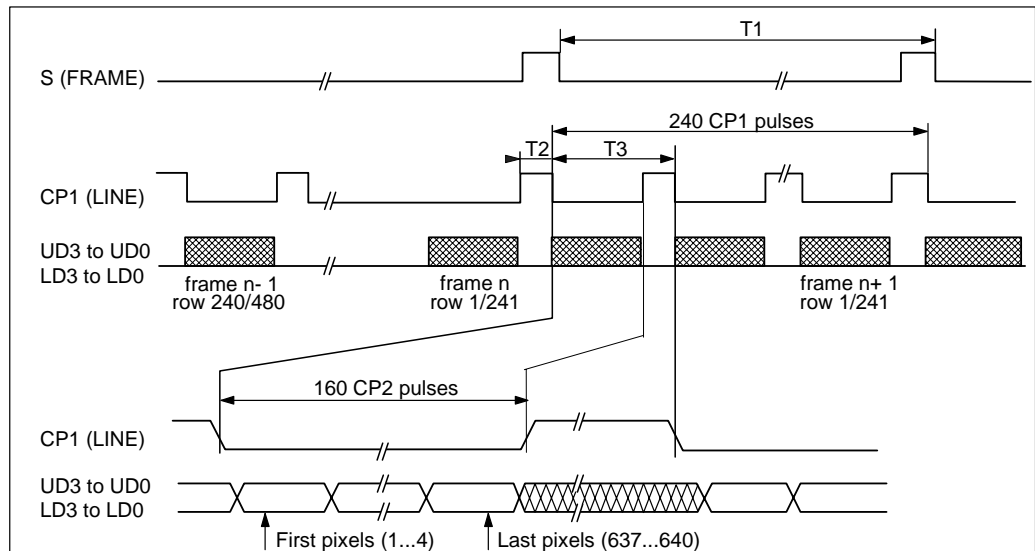 T1
S (FRAME)
240 CP1 pulses
T2
T3
CP1 (LINE)
UD3 to UD0
LD3 to LD0
frame n- 1
row 240/480
frame n
row 1/241
frame n+ 1
row 1/241
160 CP2 pulses
CP1 (LINE)
UD3 to UD0
LD3 to LD0
First pixels (1...4)
Last pixels (637...640)